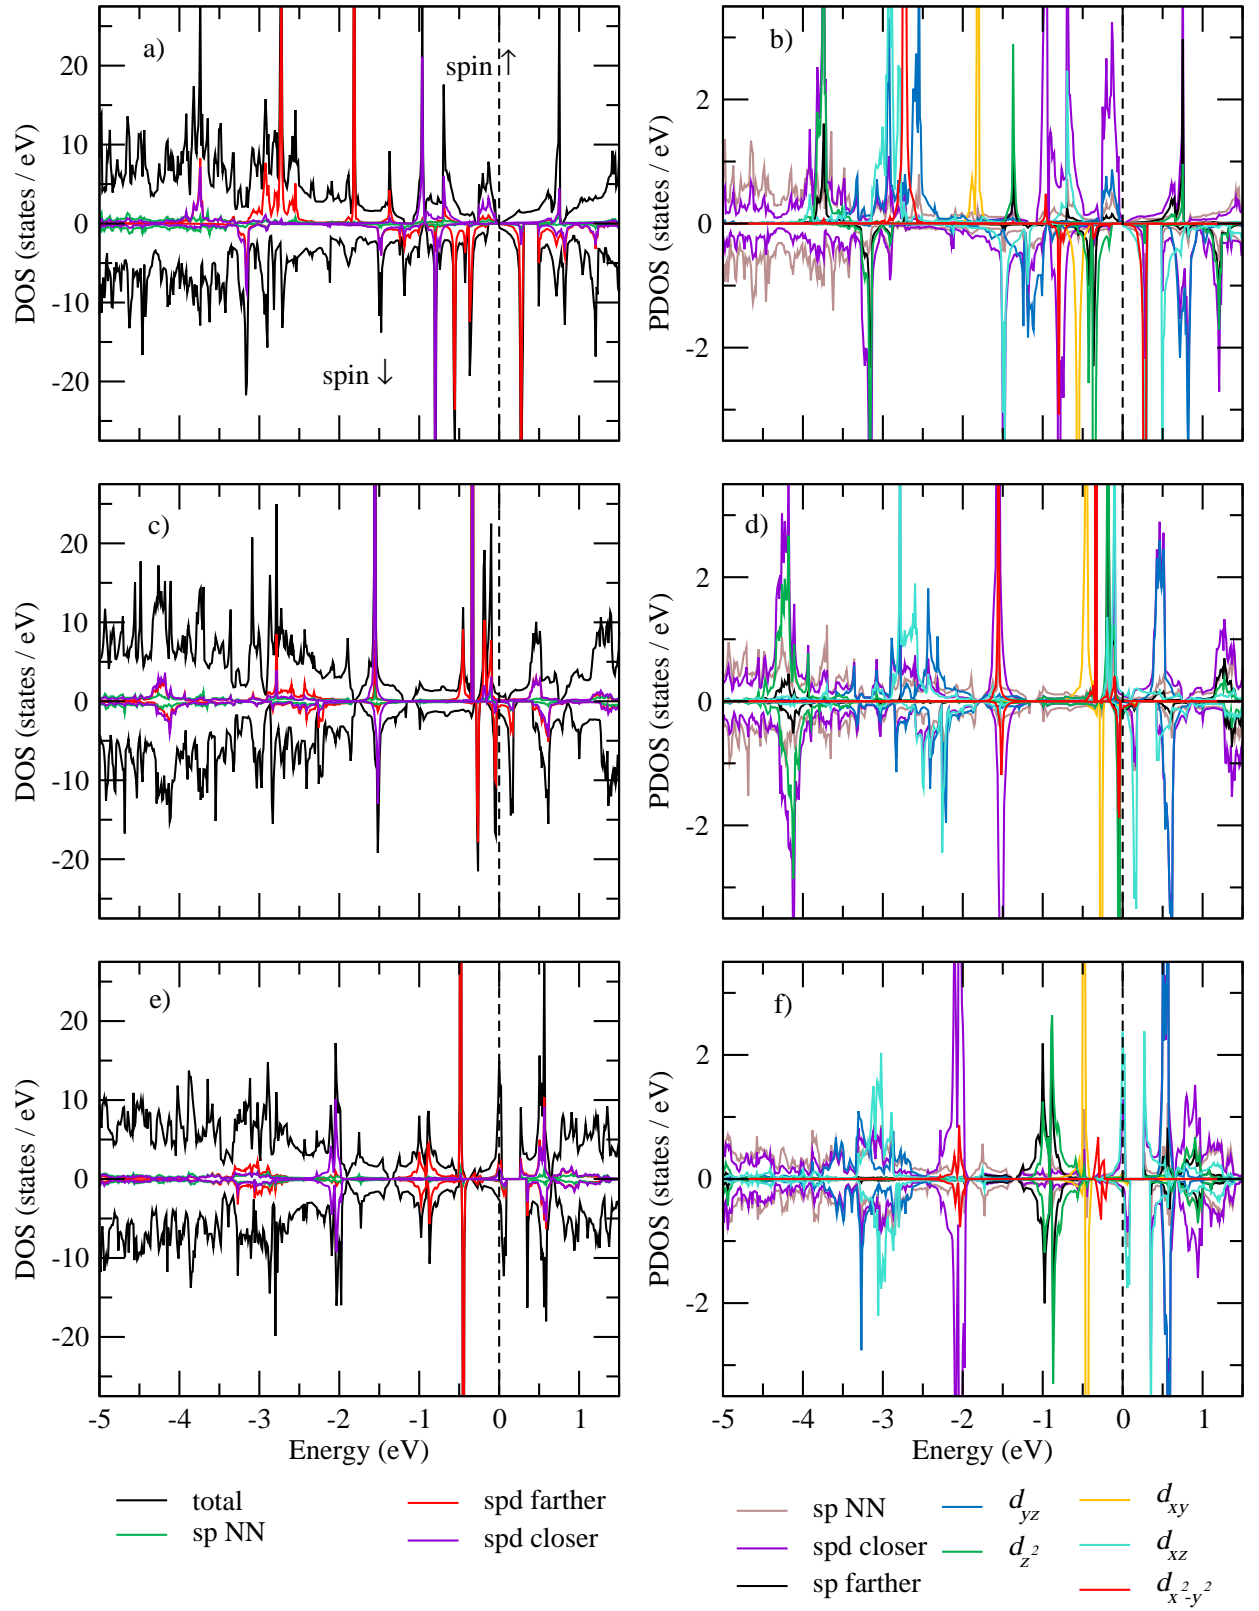 a)
spin ↑
spin ↓
DOS (states / eV)
20
10
0
-10
-20
b)
PDOS (states / eV)
2
0
-2
c)
DOS (states / eV)
20
10
0
-10
-20
d)
PDOS (states / eV)
2
0
-2
e)
DOS (states / eV)
20
10
0
-10
-20
-5 -4 -3 -2 -1 0 1
Energy (eV)
f)
PDOS (states / eV)
2
0
-2
-5 -4 -3 -2 -1 0 1
Energy (eV)
total
sp NN
spd farther
spd closer
sp NN
spd closer
sp farther
d_yz
d_z²
d_xy
d_xz
d_x²-y²